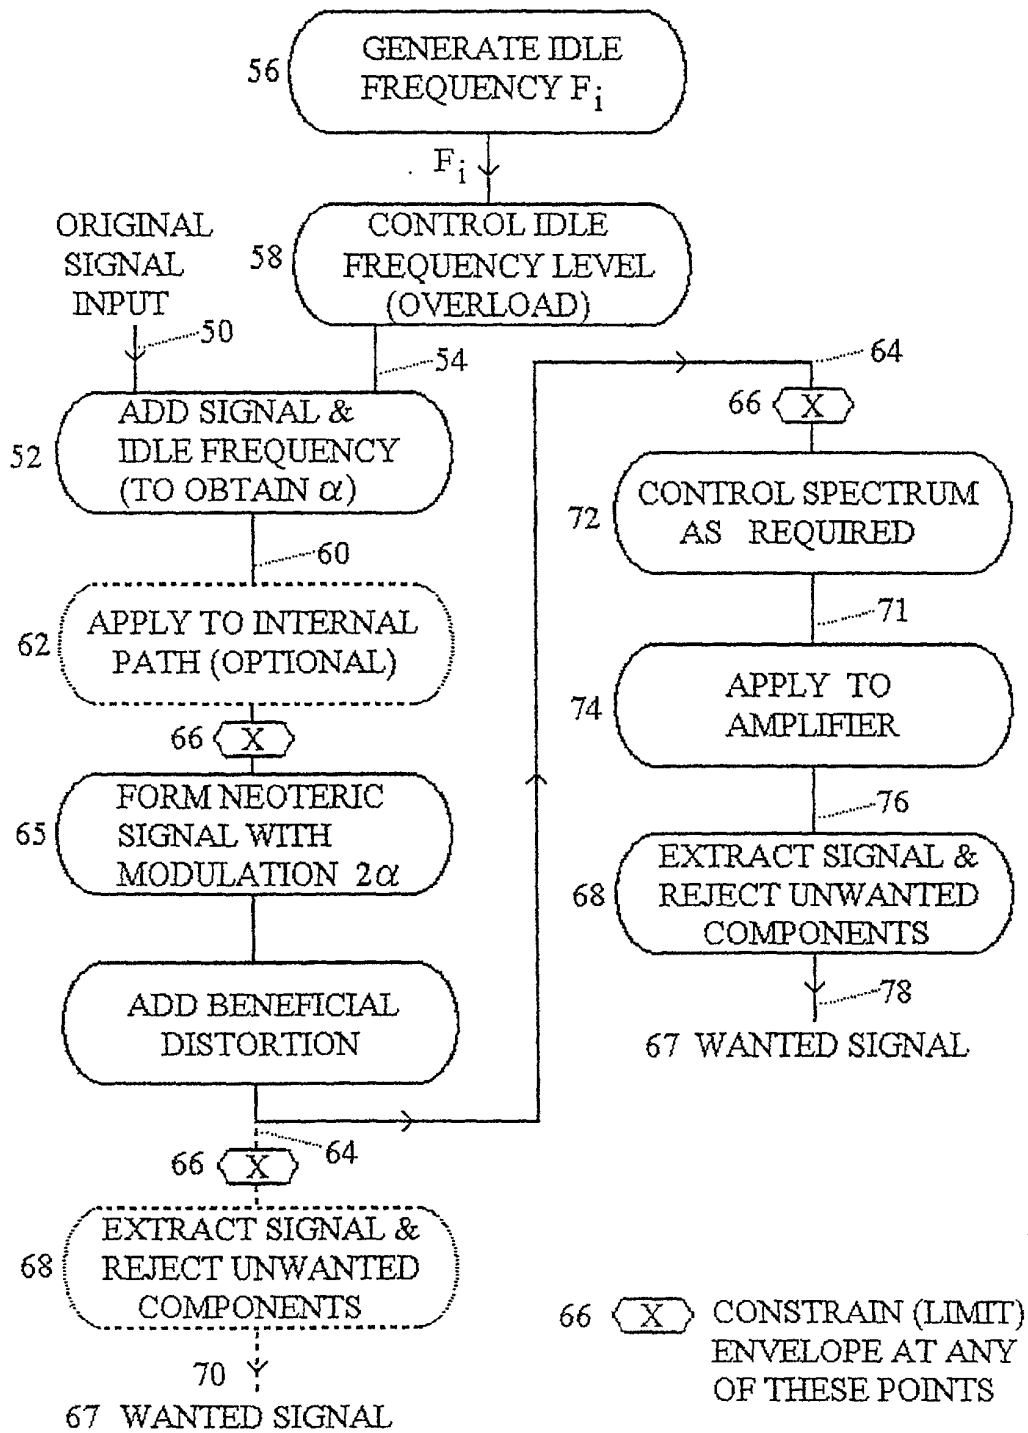 56
GENERATE IDLE
FREQUENCY Fi
Fi
ORIGINAL
SIGNAL
INPUT
50
58
CONTROL IDLE
FREQUENCY LEVEL
(OVERLOAD)
54
52
ADD SIGNAL &
IDLE FREQUENCY
(TO OBTAIN α)
60
62
APPLY TO INTERNAL
PATH (OPTIONAL)
66 X
65
FORM NEOTERIC
SIGNAL WITH
MODULATION 2α
ADD BENEFICIAL
DISTORTION
64
66 X
68
EXTRACT SIGNAL &
REJECT UNWANTED
COMPONENTS
70
67 WANTED SIGNAL
64
66 X
72
CONTROL SPECTRUM
AS REQUIRED
71
74
APPLY TO
AMPLIFIER
76
68
EXTRACT SIGNAL &
REJECT UNWANTED
COMPONENTS
78
67 WANTED SIGNAL
66 X CONSTRAIN (LIMIT)
ENVELOPE AT ANY
OF THESE POINTS